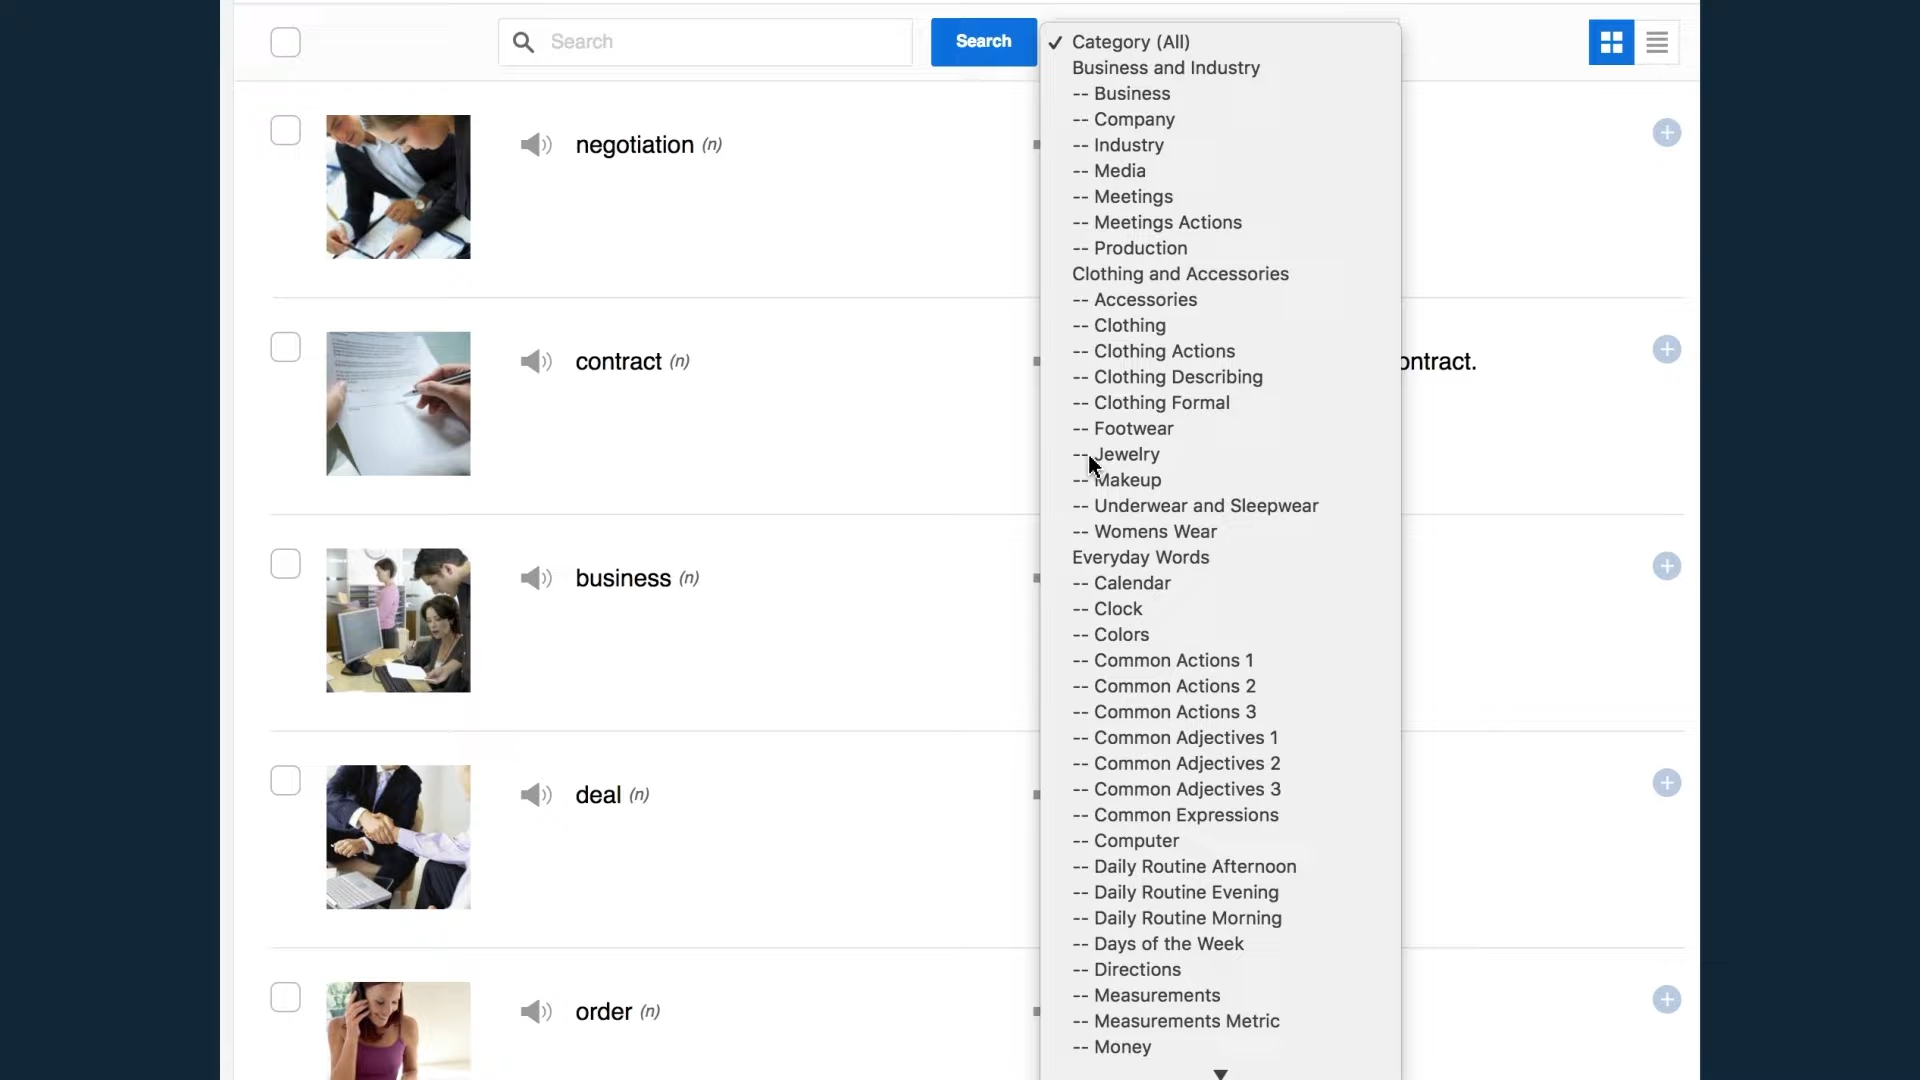 Search
Search
✓ Category (All)
Business and Industry
-- Business
-- Company
-- Industry
-- Media
-- Meetings
-- Meetings Actions
-- Production
Clothing and Accessories
-- Accessories
-- Clothing
-- Clothing Actions
-- Clothing Describing
-- Clothing Formal
-- Footwear
-- Jewelry
-- Makeup
-- Underwear and Sleepwear
-- Womens Wear
Everyday Words
-- Calendar
-- Clock
-- Colors
-- Common Actions 1
-- Common Actions 2
-- Common Actions 3
-- Common Adjectives 1
-- Common Adjectives 2
-- Common Adjectives 3
-- Common Expressions
-- Computer
-- Daily Routine Afternoon
-- Daily Routine Evening
-- Daily Routine Morning
-- Days of the Week
-- Directions
-- Measurements
-- Measurements Metric
-- Money
negotiation (n)
contract (n)
ontract.
business (n)
deal (n)
order (n)